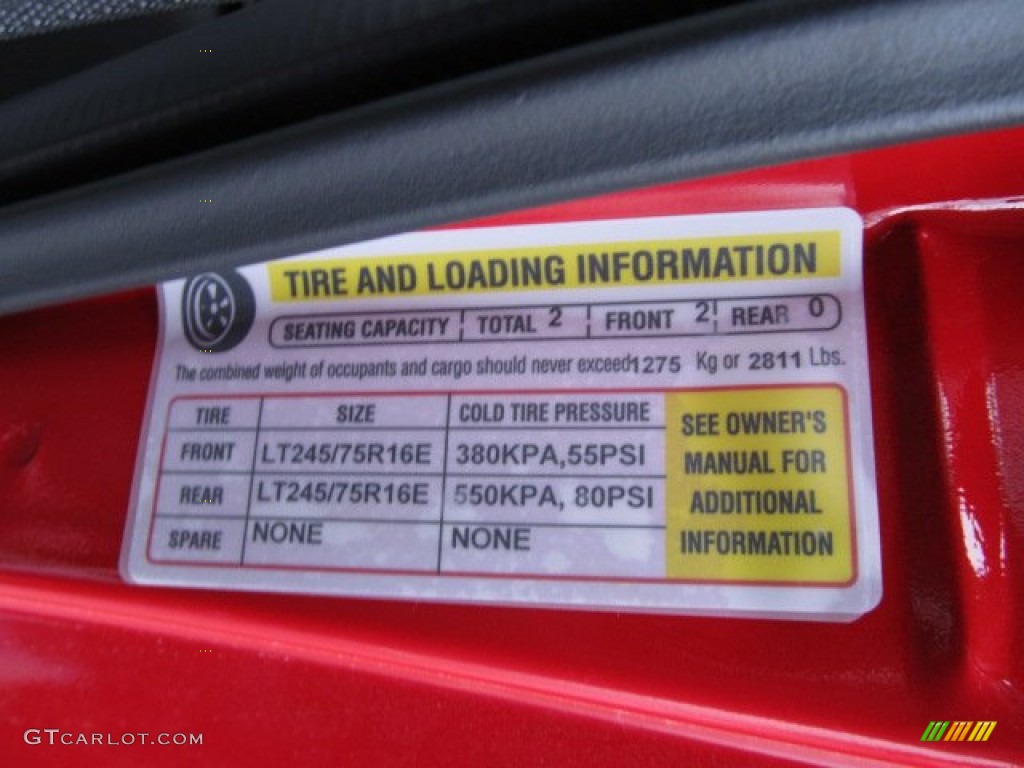 TIRE AND LOADING INFORMATION
SEATING CAPACITY TOTAL 2 FRONT 2 REAR 0
The combined weight of occupants and cargo should never exceed 1275 Kg or 2811 Lbs.
TIRE SIZE COLD TIRE PRESSURE
FRONT LT245/75R16E 380KPA,55PSI
REAR LT245/75R16E 550KPA, 80PSI
SPARE NONE NONE
SEE OWNER'S
MANUAL FOR
ADDITIONAL
INFORMATION
GTCARLOT.COM